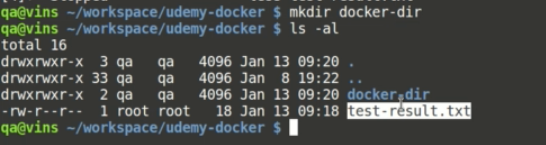 qa@vins ~/workspace/udemy-docker $ mkdir docker-dir
qa@vins ~/workspace/udemy-docker $ ls -al
total 16
drwxrwxr-x 3 qa qa 4096 Jan 13 09:20 .
drwxrwxr-x 33 qa qa 4096 Jan 8 19:22 ..
drwxrwxr-x 2 qa qa 4096 Jan 13 09:20 docker-dir
-rw-r--r-- 1 root root 18 Jan 13 09:18 test-result.txt
qa@vins ~/workspace/udemy-docker $